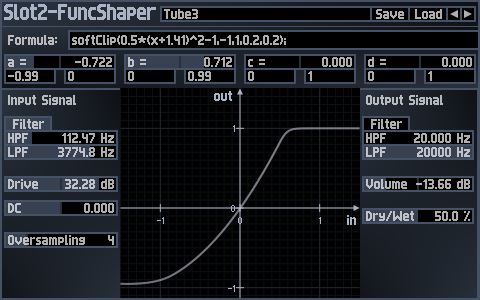 Slot2-FuncShaper Tube3 Save Load
Formula: softClip(0.5*(x+1.41)^2-1,-1,1,0.2,0.2);
a = -0.722 b = 0.712 c = 0.000 d = 0.000
-0.99 0 0 0.99 0 1 0 1
Input Signal out Output Signal
Filter Filter
HPF 112.47 Hz 1 HPF 20.000 Hz
LPF 3774.8 Hz LPF 20000 Hz
Drive 32.28 dB Volume -13.66 dB
DC 0.000 0 Dry/Wet 50.0 %
-1 0 1 in
Oversampling 4
-1